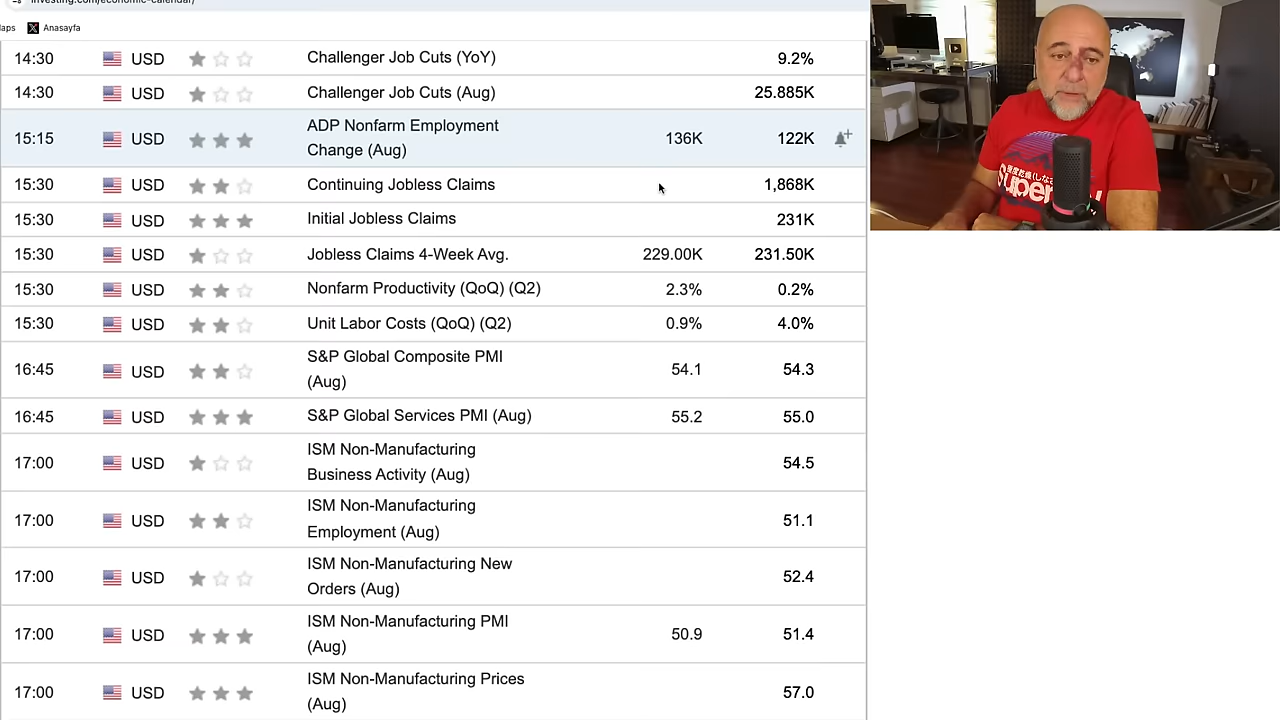 investing.com/economic-calendar/
Anasayfa
14:30 USD Challenger Job Cuts (YoY) 9.2%
14:30 USD Challenger Job Cuts (Aug) 25.885K
15:15 USD ADP Nonfarm Employment Change (Aug) 136K 122K
15:30 USD Continuing Jobless Claims 1,868K
15:30 USD Initial Jobless Claims 231K
15:30 USD Jobless Claims 4-Week Avg. 229.00K 231.50K
15:30 USD Nonfarm Productivity (QoQ) (Q2) 2.3% 0.2%
15:30 USD Unit Labor Costs (QoQ) (Q2) 0.9% 4.0%
16:45 USD S&P Global Composite PMI (Aug) 54.1 54.3
16:45 USD S&P Global Services PMI (Aug) 55.2 55.0
17:00 USD ISM Non-Manufacturing Business Activity (Aug) 54.5
17:00 USD ISM Non-Manufacturing Employment (Aug) 51.1
17:00 USD ISM Non-Manufacturing New Orders (Aug) 52.4
17:00 USD ISM Non-Manufacturing PMI (Aug) 50.9 51.4
17:00 USD ISM Non-Manufacturing Prices (Aug) 57.0